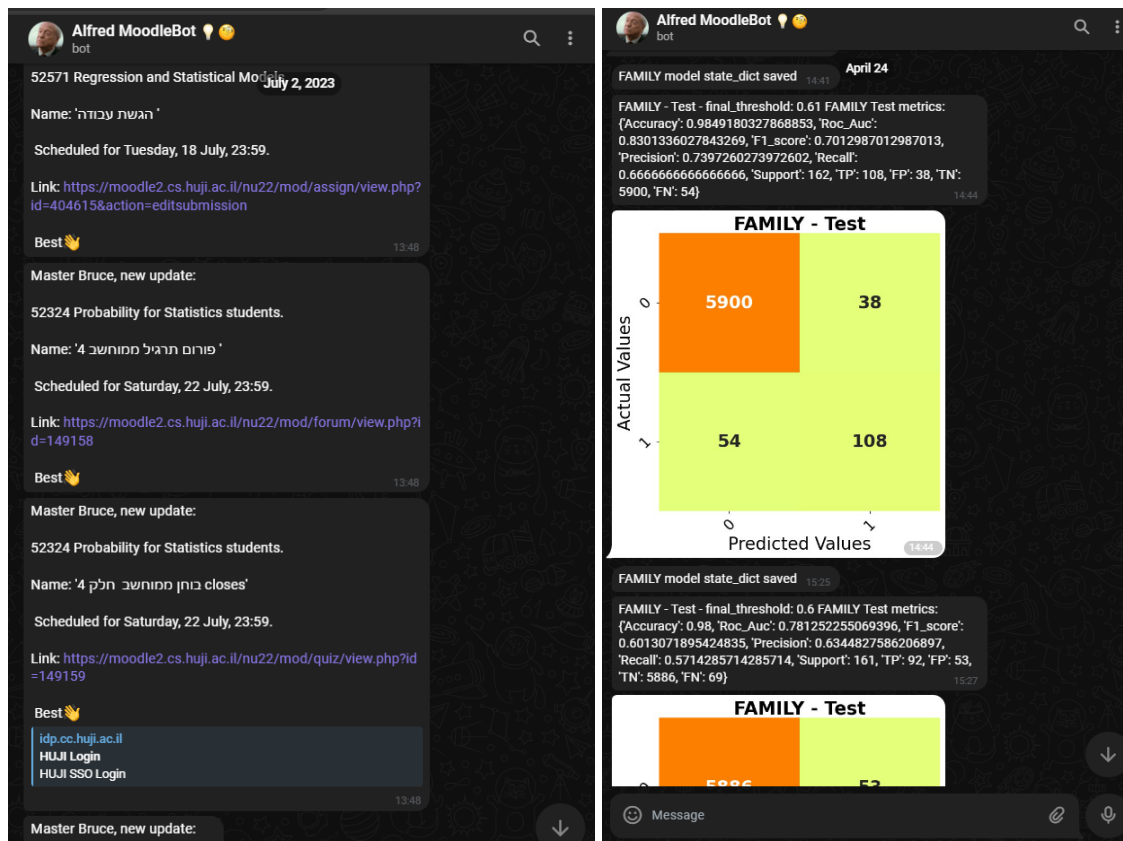 Alfred MoodleBot 💡🧐
bot
52571 Regression and Statistical Models
July 2, 2023
Name: 'הגשת עבודה '
Scheduled for Tuesday, 18 July, 23:59.
Link: https://moodle2.cs.huji.ac.il/nu22/mod/assign/view.php?
id=404615&action=editsubmission
Best👋
13:48
Master Bruce, new update:
52324 Probability for Statistics students.
Name: 'פורום תרגיל ממוחשב 4 '
Scheduled for Saturday, 22 July, 23:59.
Link: https://moodle2.cs.huji.ac.il/nu22/mod/forum/view.php?i
d=149158
Best👋
13:48
Master Bruce, new update:
52324 Probability for Statistics students.
Name: 'בוחן ממוחשב  חלק 4 closes'
Scheduled for Saturday, 22 July, 23:59.
Link: https://moodle2.cs.huji.ac.il/nu22/mod/quiz/view.php?id
=149159
Best👋
idp.cc.huji.ac.il
HUJI Login
HUJI SSO Login
13:48
Master Bruce, new update:
Alfred MoodleBot 💡🧐
bot
April 24
FAMILY model state_dict saved 14:41
FAMILY - Test - final_threshold: 0.61 FAMILY Test metrics:
{'Accuracy': 0.9849180327868853, 'Roc_Auc':
0.8301336027843269, 'F1_score': 0.7012987012987013,
'Precision': 0.7397260273972602, 'Recall':
0.6666666666666666, 'Support': 162, 'TP': 108, 'FP': 38, 'TN':
5900, 'FN': 54}
14:44
FAMILY - Test
Actual Values
0
5900 38
1
54 108
0 1
Predicted Values
14:44
FAMILY model state_dict saved 15:25
FAMILY - Test - final_threshold: 0.6 FAMILY Test metrics:
{'Accuracy': 0.98, 'Roc_Auc': 0.781252255069396, 'F1_score':
0.6013071895424835, 'Precision': 0.6344827586206897,
'Recall': 0.5714285714285714, 'Support': 161, 'TP': 92, 'FP': 53,
'TN': 5886, 'FN': 69}
15:27
FAMILY - Test
5886 53
Message